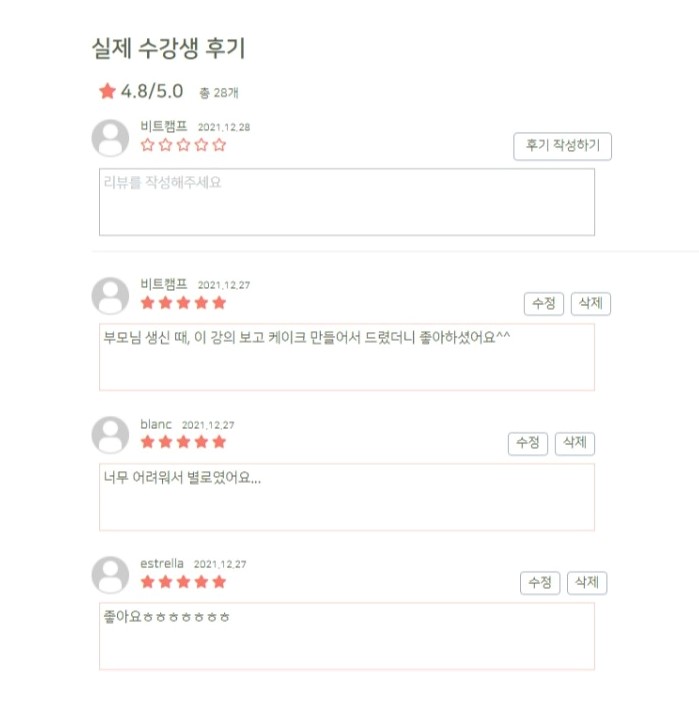 실제 수강생 후기
4.8/5.0 총 28개
비트캠프 2021.12.28
후기 작성하기
리뷰를 작성해주세요
비트캠프 2021.12.27
수정 삭제
부모님 생신 때, 이 강의 보고 케이크 만들어서 드렸더니 좋아하셨어요^^
blanc 2021.12.27
수정 삭제
너무 어려워서 별로였어요...
estrella 2021.12.27
수정 삭제
좋아요ㅎㅎㅎㅎㅎㅎㅎ